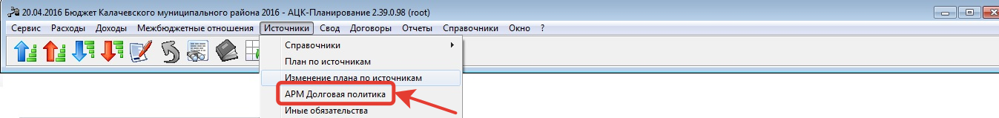 20.04.2016 Бюджет Калачевского муниципального района 2016 - АЦК-Планирование 2.39.0.98 (root)
Сервис Расходы Доходы Межбюджетные отношения Источники Свод Договоры Отчеты Справочники Окно ?
Справочники
План по источникам
Изменение плана по источникам
АРМ Долговая политика
Иные обязательства